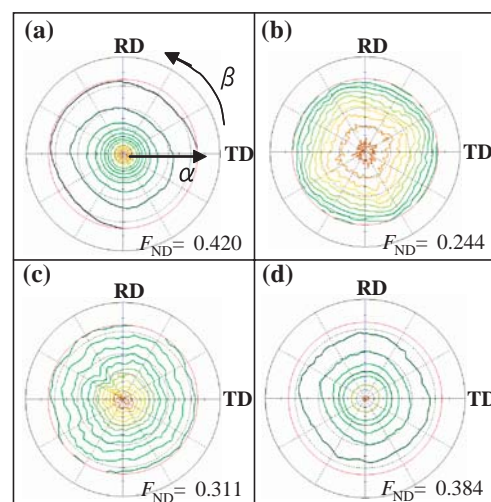 (a)
RD
β
TD
α
F_ND= 0.420
(b)
RD
TD
F_ND= 0.244
(c)
RD
TD
F_ND= 0.311
(d)
RD
TD
F_ND= 0.384